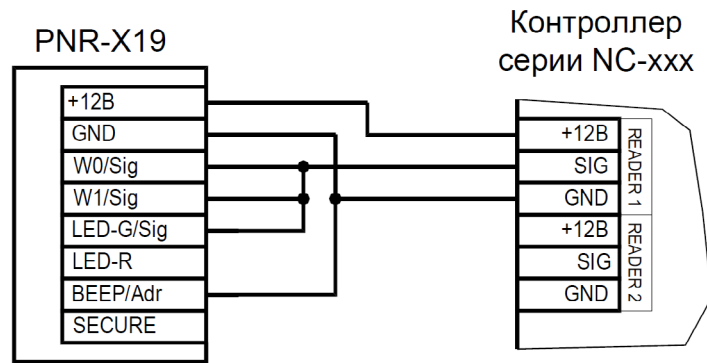 PNR-X19
+12В
GND
W0/Sig
W1/Sig
LED-G/Sig
LED-R
BEEP/Adr
SECURE
Контроллер
серии NC-xxx
+12В
SIG
GND
READER 1
+12В
SIG
GND
READER 2